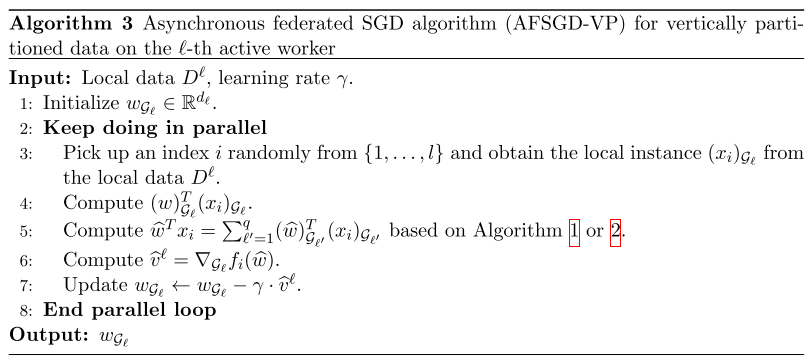 Algorithm 3 Asynchronous federated SGD algorithm (AFSGD-VP) for vertically parti-
tioned data on the ℓ-th active worker
Input: Local data $D^{\ell}$, learning rate $\gamma$.
1: Initialize $w_{\mathcal{G}_{\ell}} \in \mathbb{R}^{d_{\ell}}$.
2: Keep doing in parallel
3: Pick up an index $i$ randomly from $\{1, \ldots, l\}$ and obtain the local instance $(x_i)_{\mathcal{G}_{\ell}}$ from
the local data $D^{\ell}$.
4: Compute $(w)_{\mathcal{G}_{\ell}}^{T}(x_i)_{\mathcal{G}_{\ell}}$.
5: Compute $\widehat{w}^{T}x_i = \sum_{\ell'=1}^{q}(\widehat{w})_{\mathcal{G}_{\ell'}}^{T}(x_i)_{\mathcal{G}_{\ell'}}$ based on Algorithm 1 or 2.
6: Compute $\widehat{v}^{\ell} = \nabla_{\mathcal{G}_{\ell}} f_i(\widehat{w})$.
7: Update $w_{\mathcal{G}_{\ell}} \leftarrow w_{\mathcal{G}_{\ell}} - \gamma \cdot \widehat{v}^{\ell}$.
8: End parallel loop
Output: $w_{\mathcal{G}_{\ell}}$